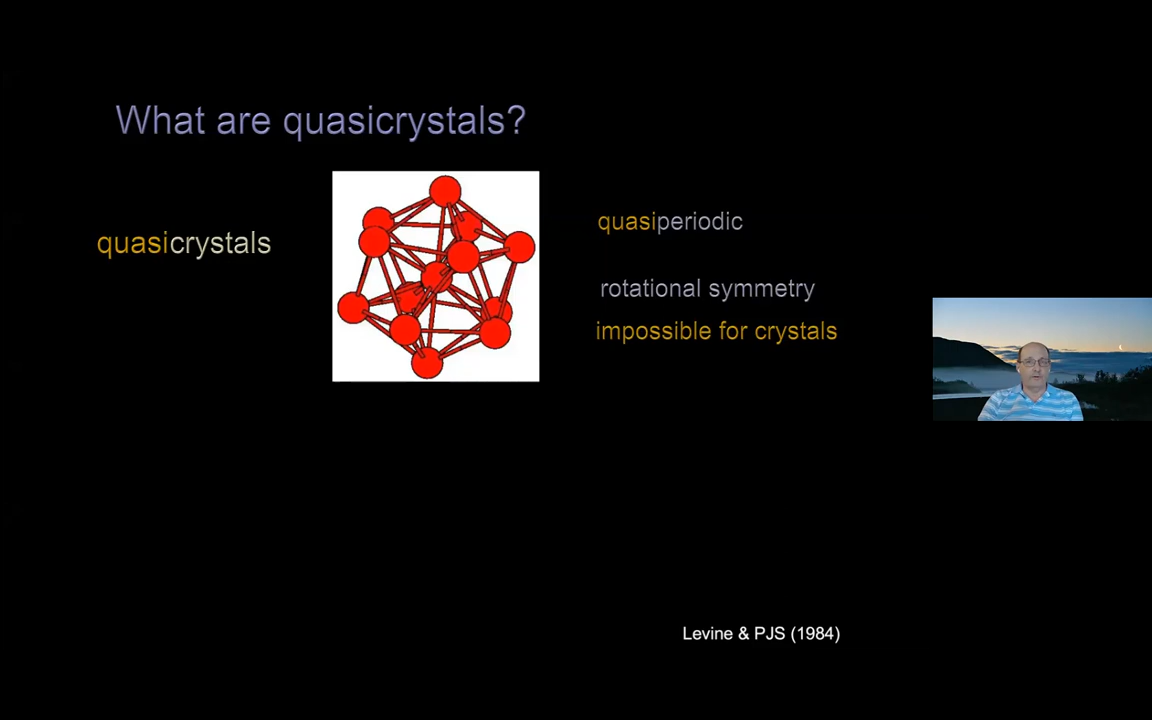 What are quasicrystals?
quasicrystals
quasiperiodic
rotational symmetry
impossible for crystals
Levine & PJS (1984)